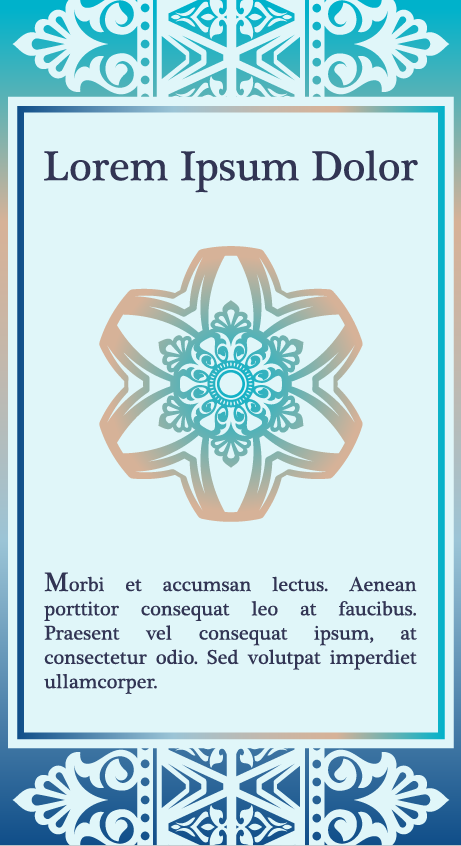 Lorem Ipsum Dolor
Morbi et accumsan lectus. Aenean
porttitor consequat leo at faucibus.
Praesent vel consequat ipsum, at
consectetur odio. Sed volutpat imperdiet
ullamcorper.